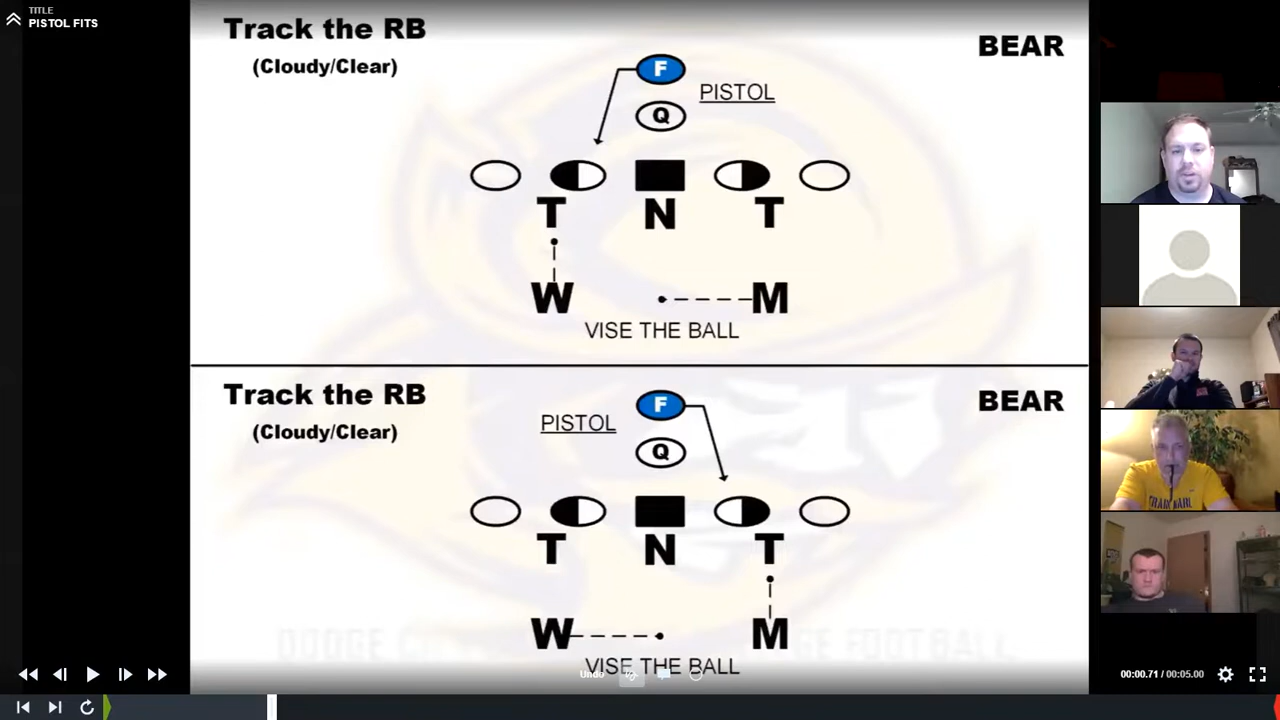 TITLE
PISTOL FITS
Track the RB
(Cloudy/Clear)
BEAR
F
PISTOL
Q
T N T
W M
VISE THE BALL
Track the RB
(Cloudy/Clear)
BEAR
F
PISTOL
Q
T N T
W M
VISE THE BALL
Undo
00:00.71 / 00:05.00